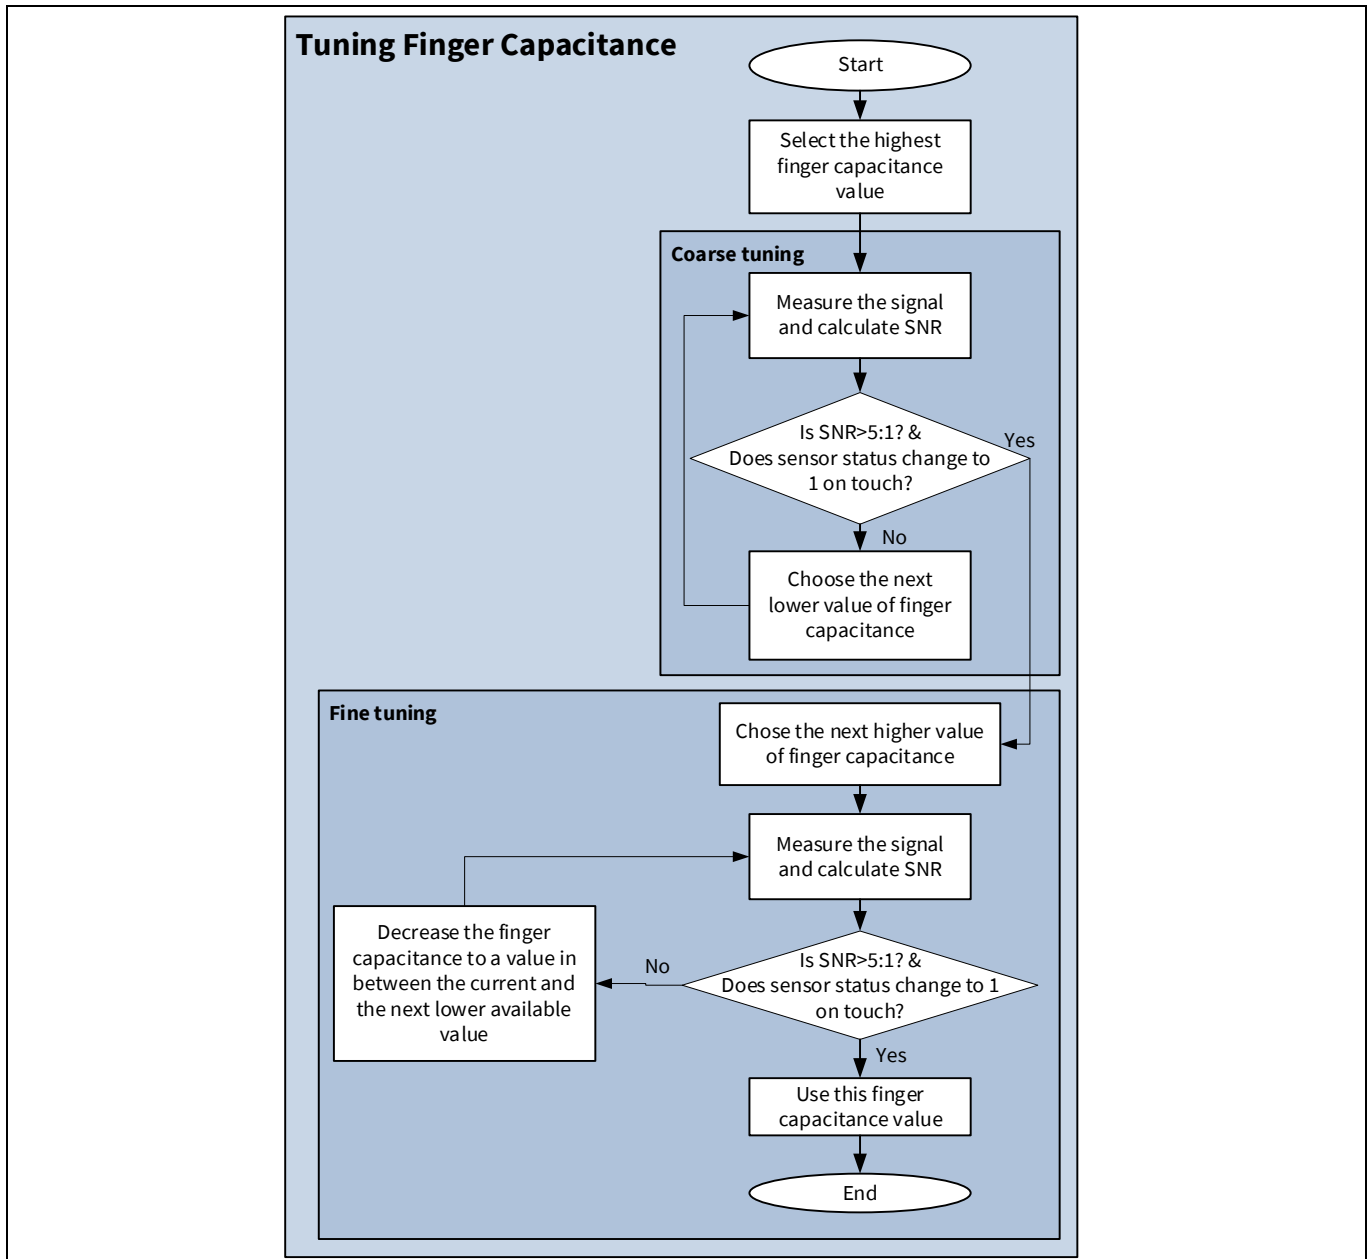 Tuning Finger Capacitance
Start
Select the highest
finger capacitance
value
Coarse tuning
Measure the signal
and calculate SNR
Is SNR>5:1? &
Does sensor status change to
1 on touch?
Yes
No
Choose the next
lower value of finger
capacitance
Fine tuning
Chose the next higher value
of finger capacitance
Measure the signal
and calculate SNR
Decrease the finger
capacitance to a value in
between the current and
the next lower available
value
No
Is SNR>5:1? &
Does sensor status change to 1
on touch?
Yes
Use this finger
capacitance value
End